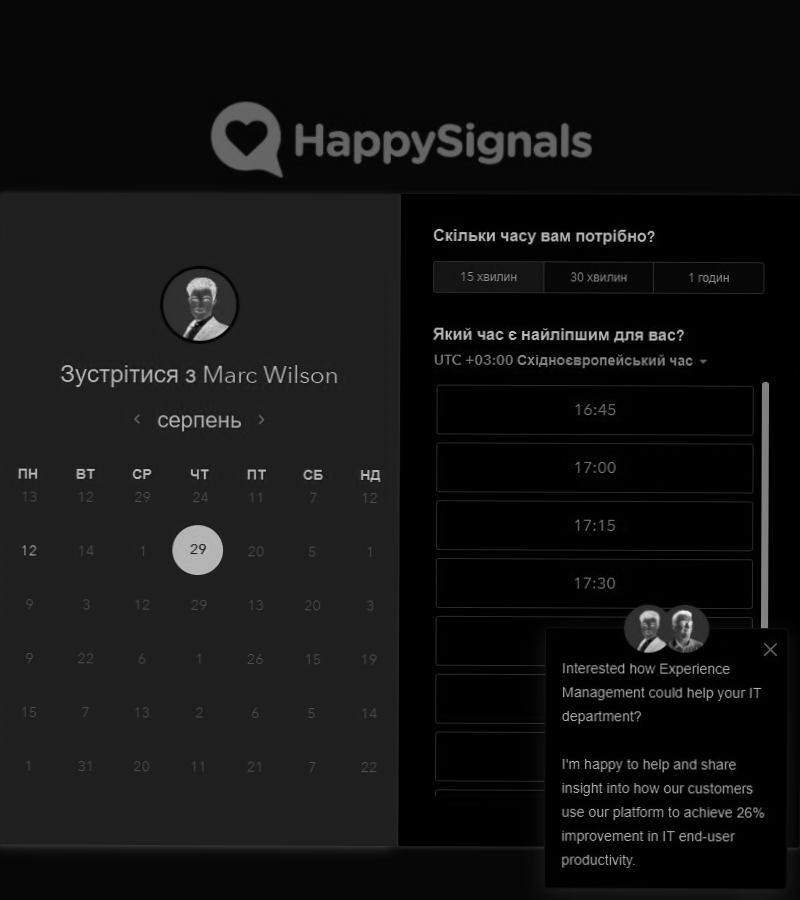 HappySignals
Зустрітися з Marc Wilson
серпень
ПН ВТ СР ЧТ ПТ СБ НД
13 12 29 24 11 7 12
12 14 1 29 20 5 1
9 3 12 29 13 20 3
9 22 6 1 26 15 19
15 7 13 2 6 5 14
1 31 20 11 21 7 22
Скільки часу вам потрібно?
15 хвилин 30 хвилин 1 годин
Який час є найліпшим для вас?
UTC +03:00 Східноєвропейський час
16:45
17:00
17:15
17:30
Interested how Experience
Management could help your IT
department?
I'm happy to help and share
insight into how our customers
use our platform to achieve 26%
improvement in IT end-user
productivity.